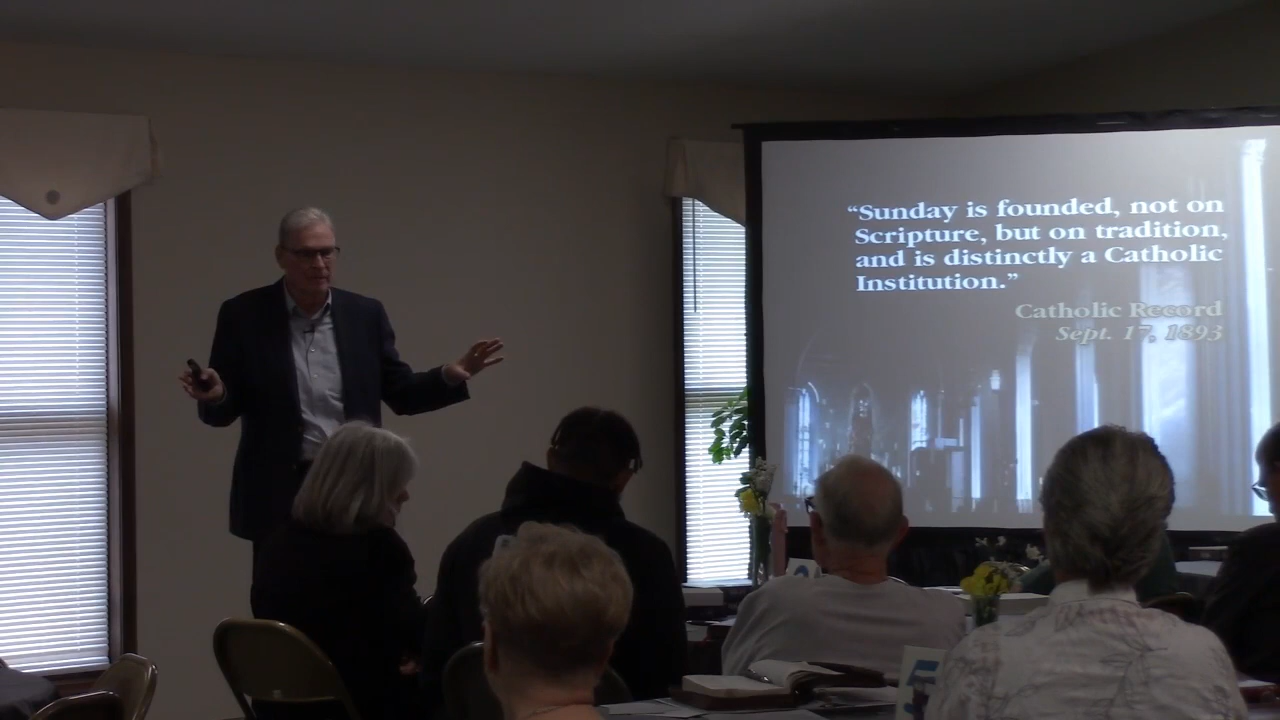 “Sunday is founded, not on
Scripture, but on tradition,
and is distinctly a Catholic
Institution.”
Catholic Record
Sept. 17, 1893
5